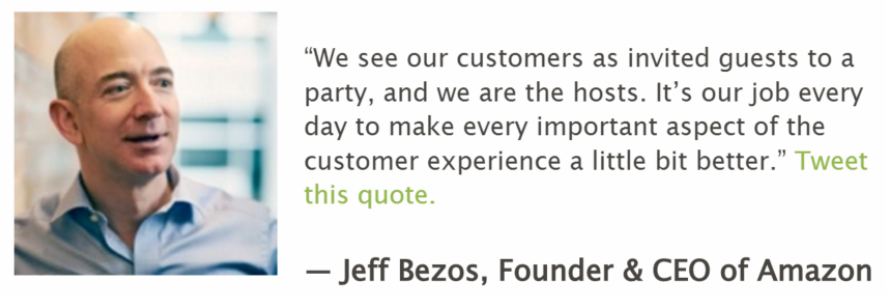 “We see our customers as invited guests to a
party, and we are the hosts. It’s our job every
day to make every important aspect of the
customer experience a little bit better.” Tweet
this quote.
— Jeff Bezos, Founder & CEO of Amazon